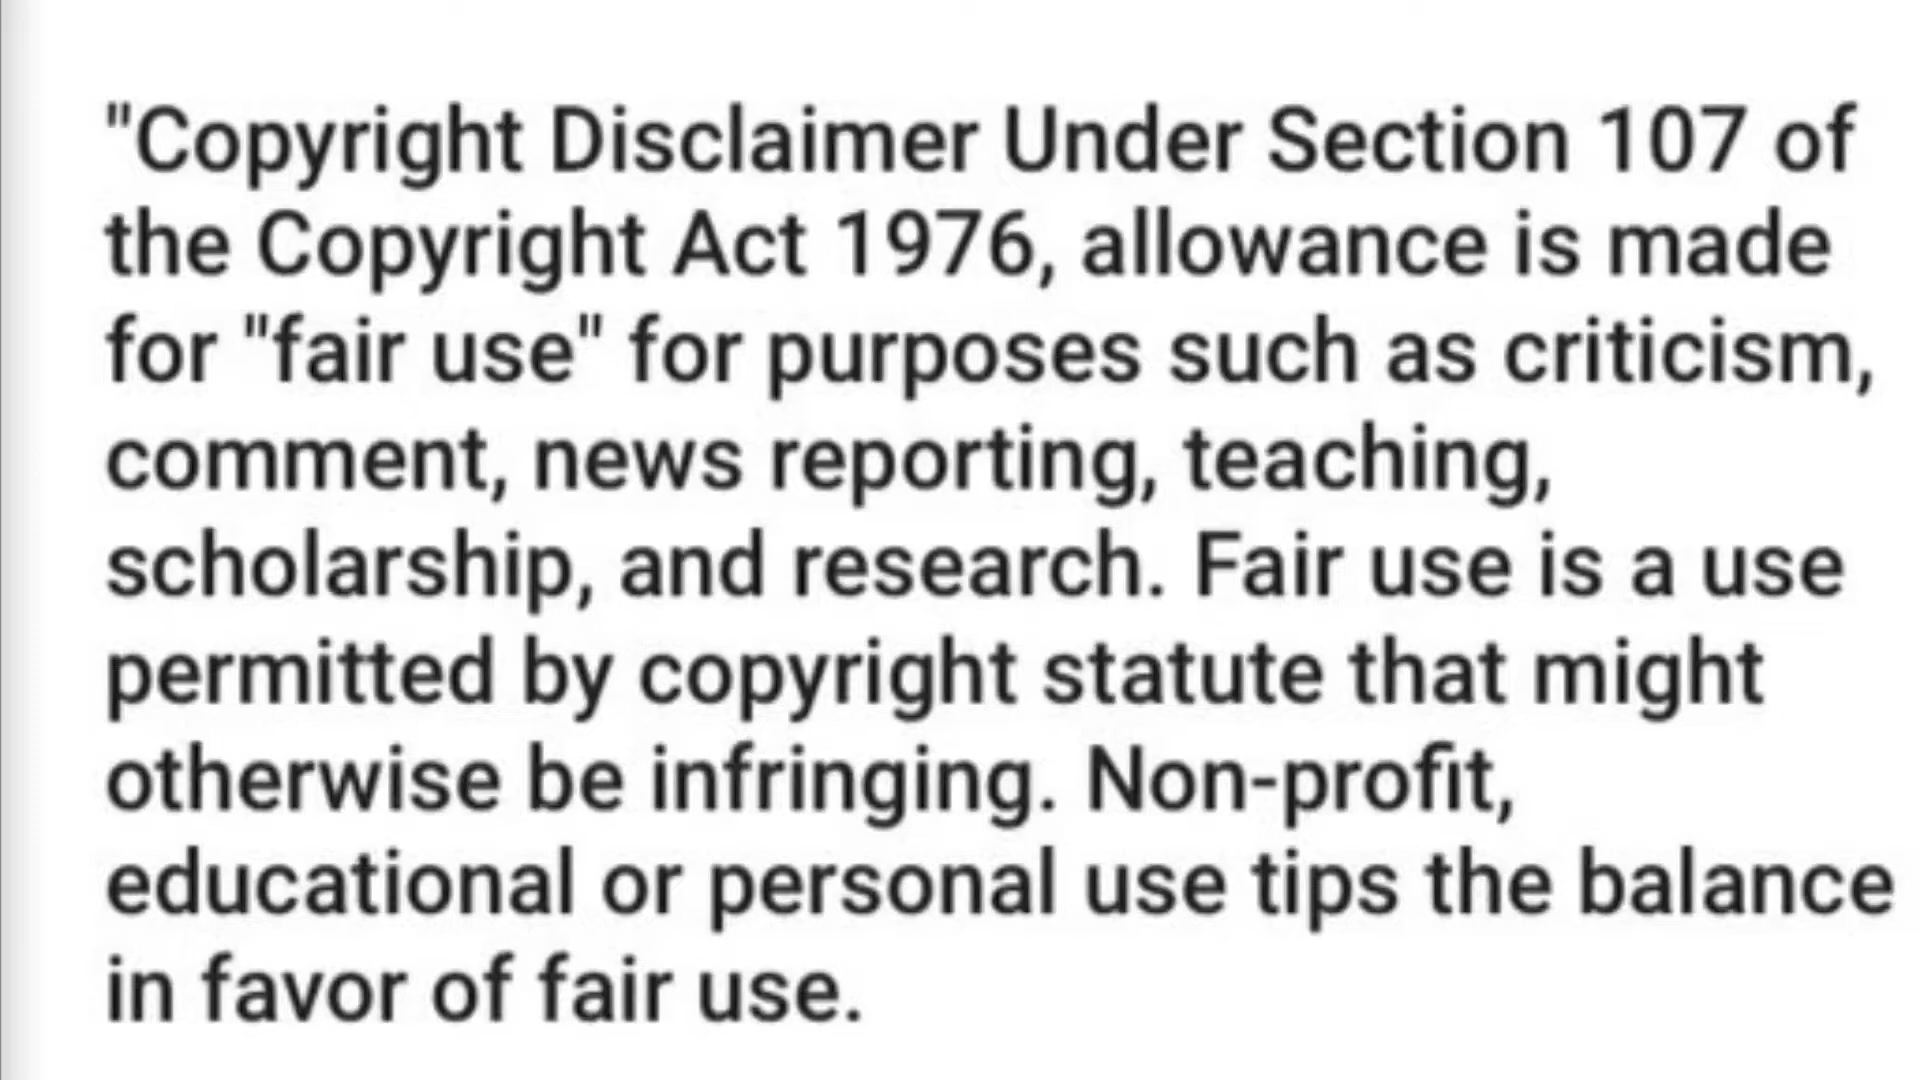 "Copyright Disclaimer Under Section 107 of
the Copyright Act 1976, allowance is made
for "fair use" for purposes such as criticism,
comment, news reporting, teaching,
scholarship, and research. Fair use is a use
permitted by copyright statute that might
otherwise be infringing. Non-profit,
educational or personal use tips the balance
in favor of fair use.